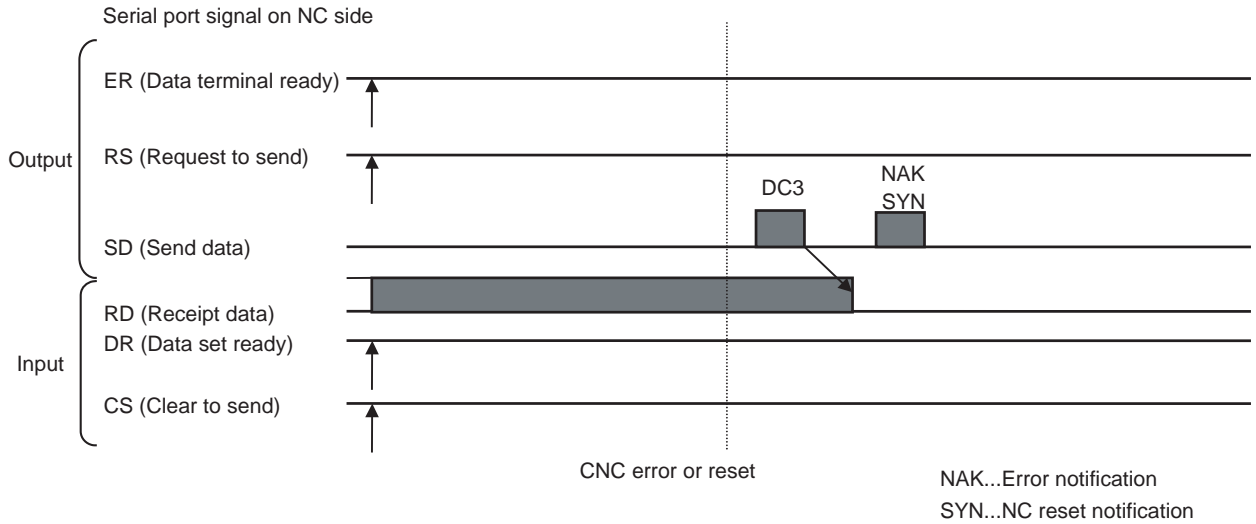 Serial port signal on NC side
Output
ER (Data terminal ready)
RS (Request to send)
DC3
NAK
SYN
SD (Send data)
Input
RD (Receipt data)
DR (Data set ready)
CS (Clear to send)
CNC error or reset
NAK...Error notification
SYN...NC reset notification